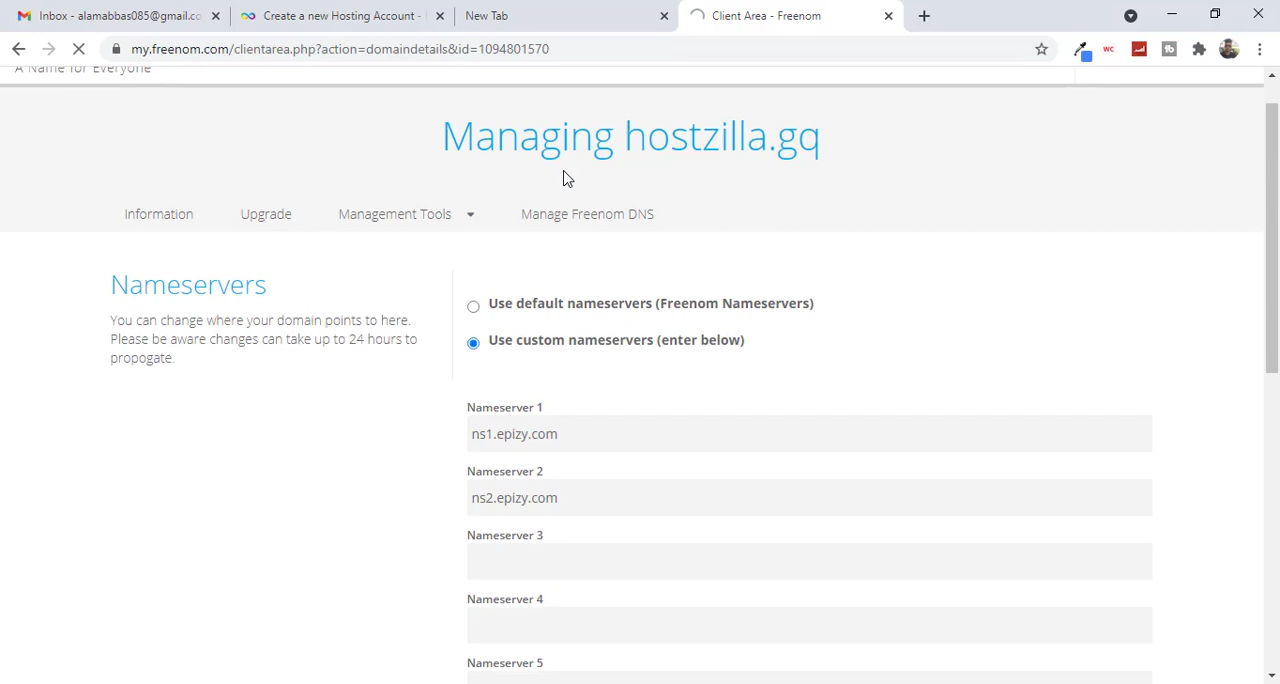 Inbox - alamabbas085@gmail.co
Create a new Hosting Account -
New Tab
Client Area - Freenom
my.freenom.com/clientarea.php?action=domaindetails&id=1094801570
WC
A Name for Everyone
Managing hostzilla.gq
Information
Upgrade
Management Tools
Manage Freenom DNS
Nameservers
You can change where your domain points to here.
Please be aware changes can take up to 24 hours to
propogate.
Use default nameservers (Freenom Nameservers)
Use custom nameservers (enter below)
Nameserver 1
ns1.epizy.com
Nameserver 2
ns2.epizy.com
Nameserver 3
Nameserver 4
Nameserver 5